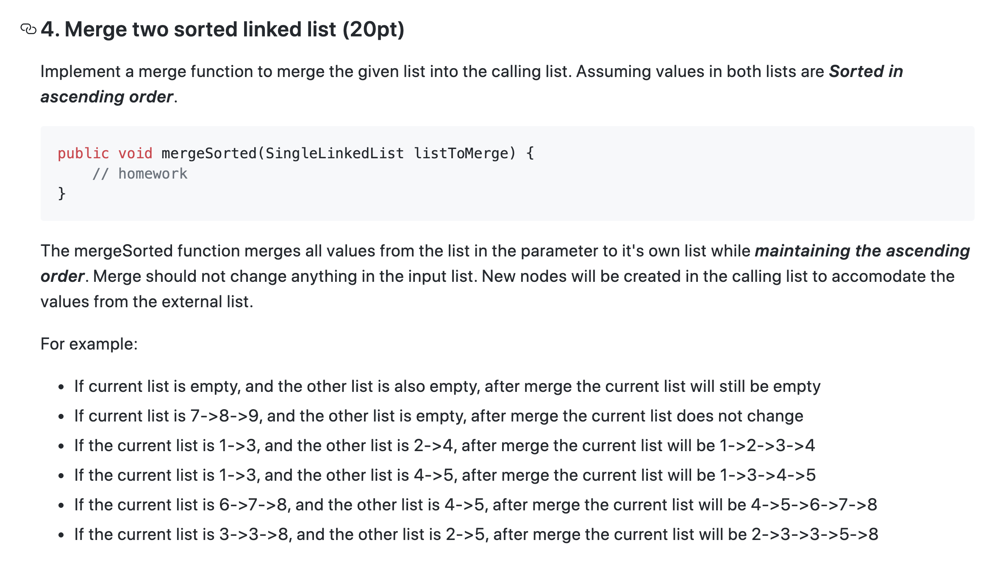 4. Merge two sorted linked list (20pt)
Implement a merge function to merge the given list into the calling list. Assuming values in both lists are Sorted in
ascending order.
public void mergeSorted(SingleLinkedList listToMerge) {
    // homework
}
The mergeSorted function merges all values from the list in the parameter to it's own list while maintaining the ascending
order. Merge should not change anything in the input list. New nodes will be created in the calling list to accomodate the
values from the external list.
For example:
• If current list is empty, and the other list is also empty, after merge the current list will still be empty
• If current list is 7->8->9, and the other list is empty, after merge the current list does not change
• If the current list is 1->3, and the other list is 2->4, after merge the current list will be 1->2->3->4
• If the current list is 1->3, and the other list is 4->5, after merge the current list will be 1->3->4->5
• If the current list is 6->7->8, and the other list is 4->5, after merge the current list will be 4->5->6->7->8
• If the current list is 3->3->8, and the other list is 2->5, after merge the current list will be 2->3->3->5->8